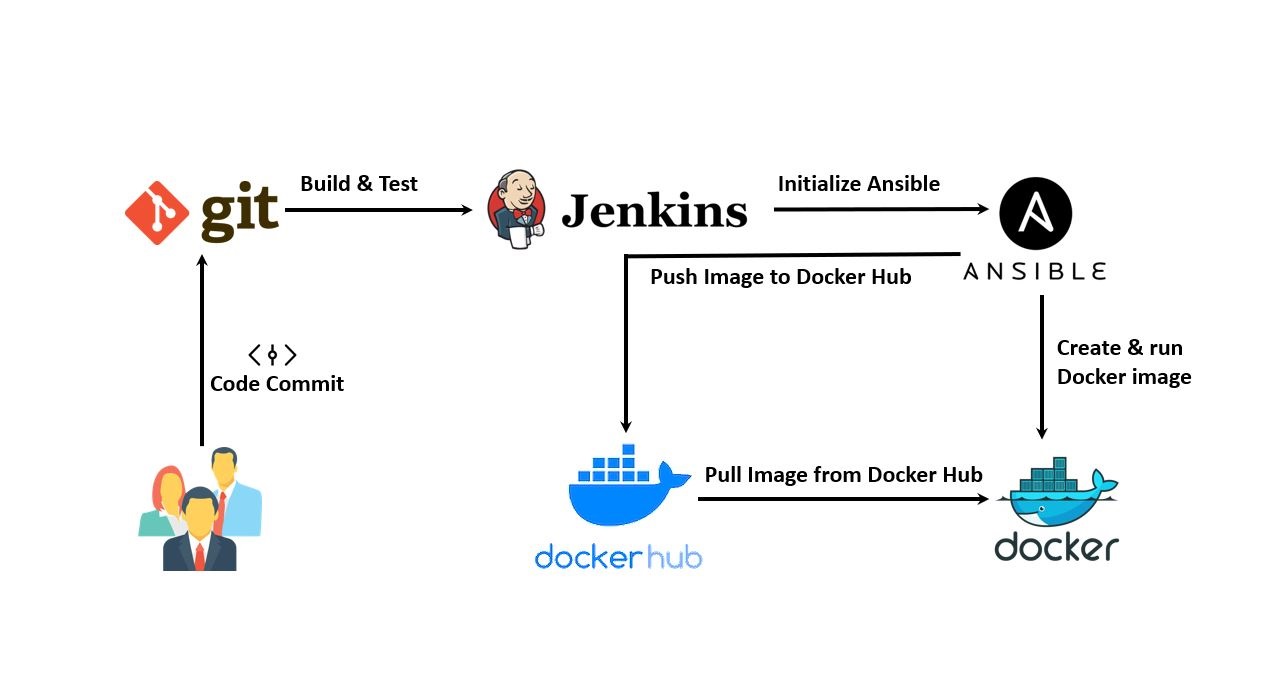 git
Build & Test
Jenkins
Initialize Ansible
ANSIBLE
Push Image to Docker Hub
Code Commit
Create & run
Docker image
Pull Image from Docker Hub
dockerhub
docker